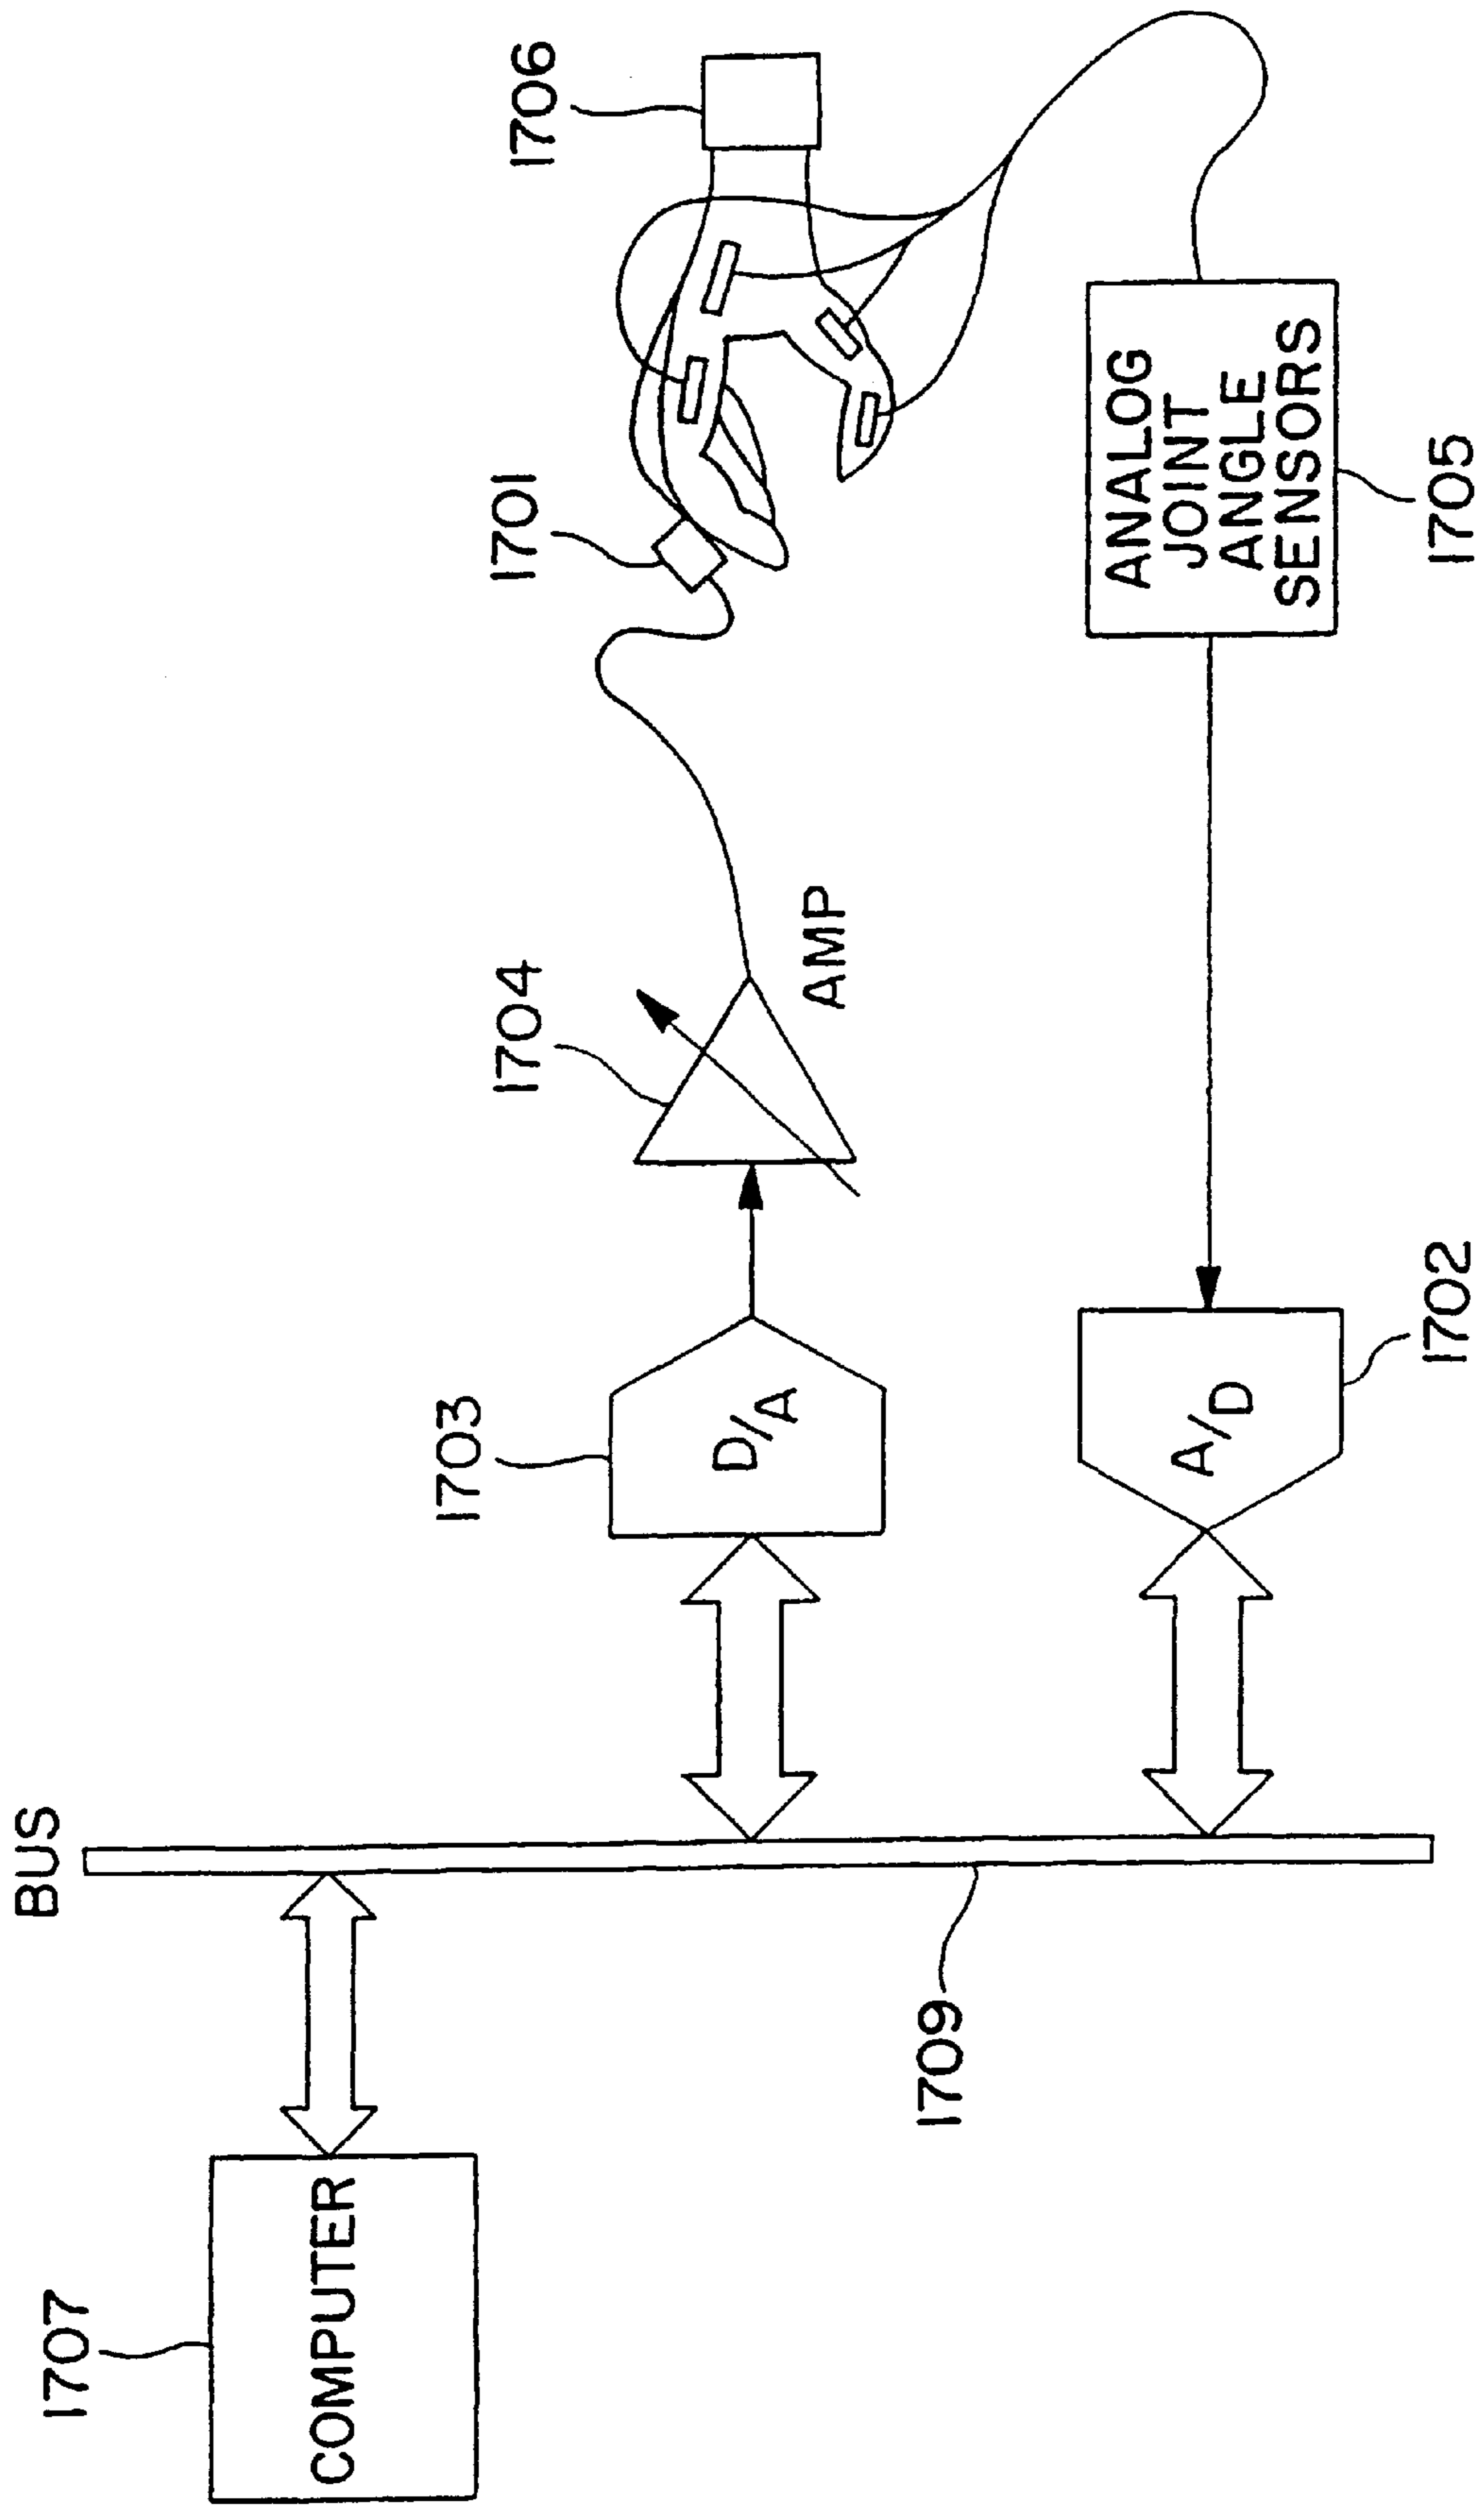 1707
COMPUTER
BUS
1709
1703
D/A
1704
AMP
1701
1706
A/D
1702
ANALOG
JOINT
ANGLE
SENSORS
1705